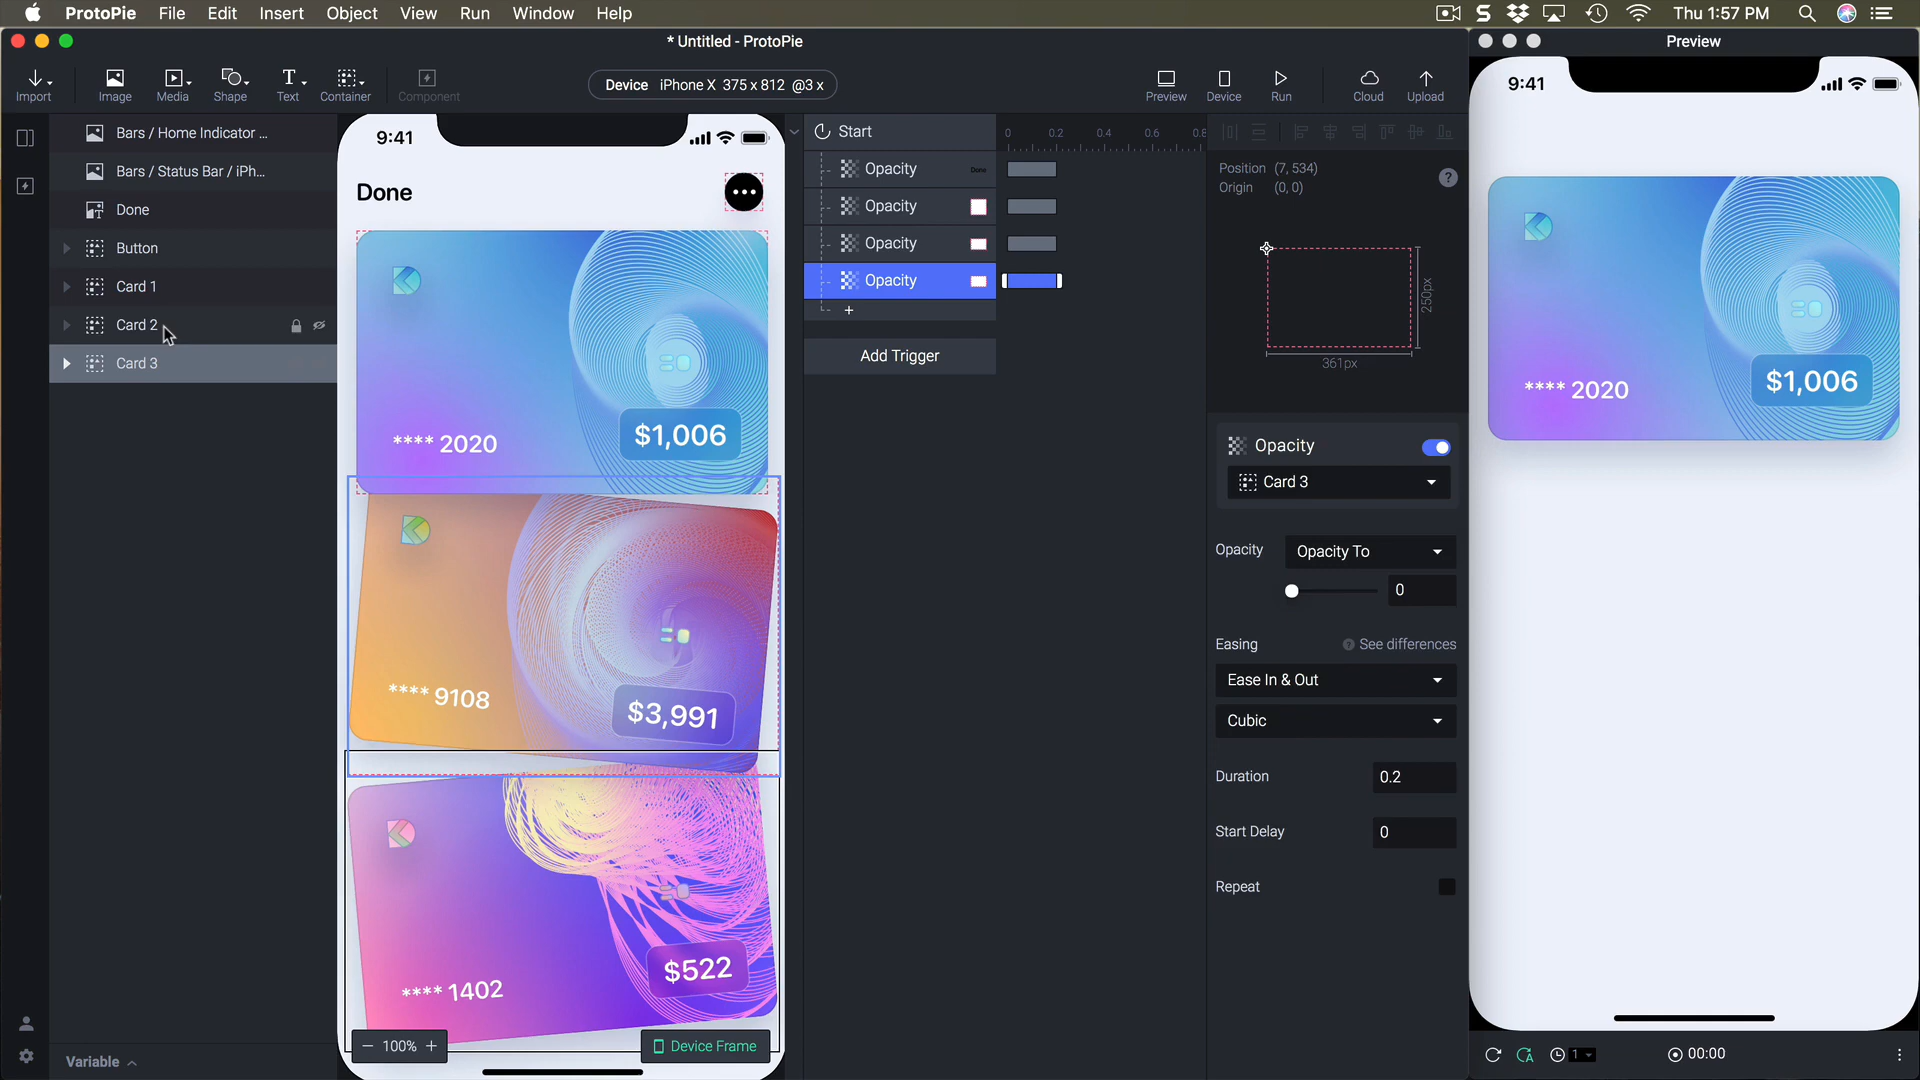 ProtoPie File Edit Insert Object View Run Window Help
Thu 1:57 PM
* Untitled - ProtoPie
Preview
Import Image Media Shape Text Container Component
Device iPhone X 375 x 812 @3 x
Preview Device Run Cloud Upload
Bars / Home Indicator ...
Bars / Status Bar / iPh...
Done
Button
Card 1
Card 2
Card 3
Variable
9:41
Done
**** 2020
$1,006
**** 9108
$3,991
**** 1402
$522
100%
Device Frame
Start
0 0.2 0.4 0.6 0.8
Opacity Done
Opacity
Opacity
Opacity
+
Add Trigger
Position (7, 534)
Origin (0, 0)
?
250px
361px
Opacity
Card 3
Opacity Opacity To
0
Easing ? See differences
Ease In & Out
Cubic
Duration 0.2
Start Delay 0
Repeat
9:41
**** 2020
$1,006
A 1 00:00